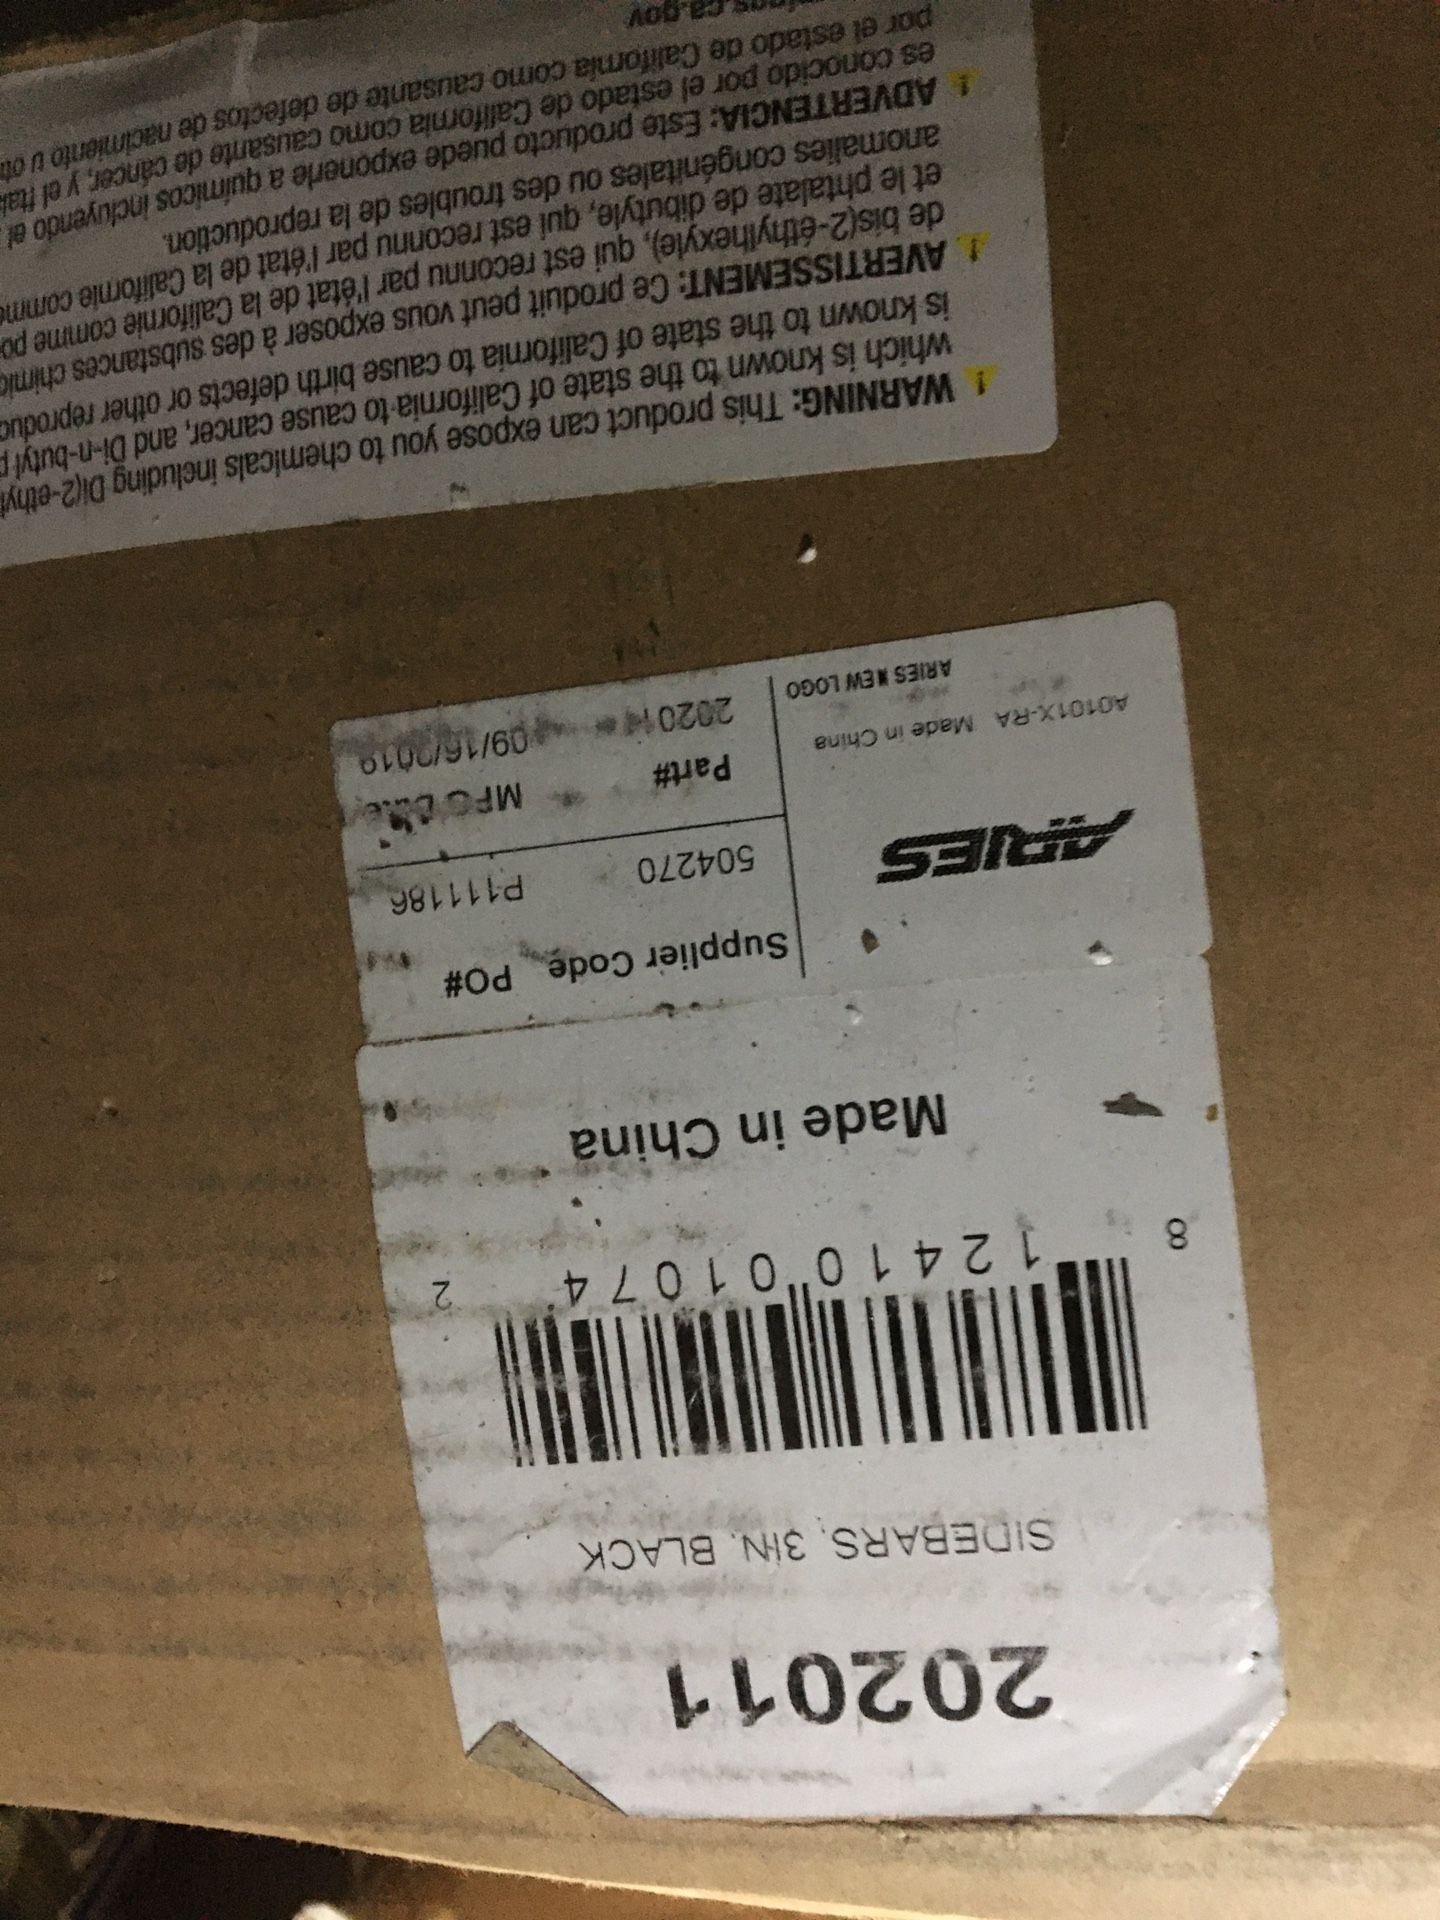 202011
SIDEBARS, 3IN. BLACK
8 12410 01074 2
Made in China
ARIES
A0101X-RA Made in China
ARIES NEW LOGO
Supplier Code PO#
504270 P111186
Part# MFG Date
202011 09/16/2019
WARNING: This product can expose you to chemicals including
which is known to the state of California to cause cancer, and Di-n-butyl
is known to the state of California to cause birth defects or other
AVERTISSEMENT: Ce produit peut vous exposer à des substances
de bis(2-éthylhexyle), qui est reconnu par l'état de la Californie comme
et le phtalate de dibutyle, qui est reconnu par l'état de la Californie comme
anomalies congénitales ou des troubles de la reproduction.
ADVERTENCIA: Este producto puede exponerle a químicos incluyendo el
es conocido por el estado de California como causante de cáncer, y el
por el estado de California como causante de defectos de nacimiento u